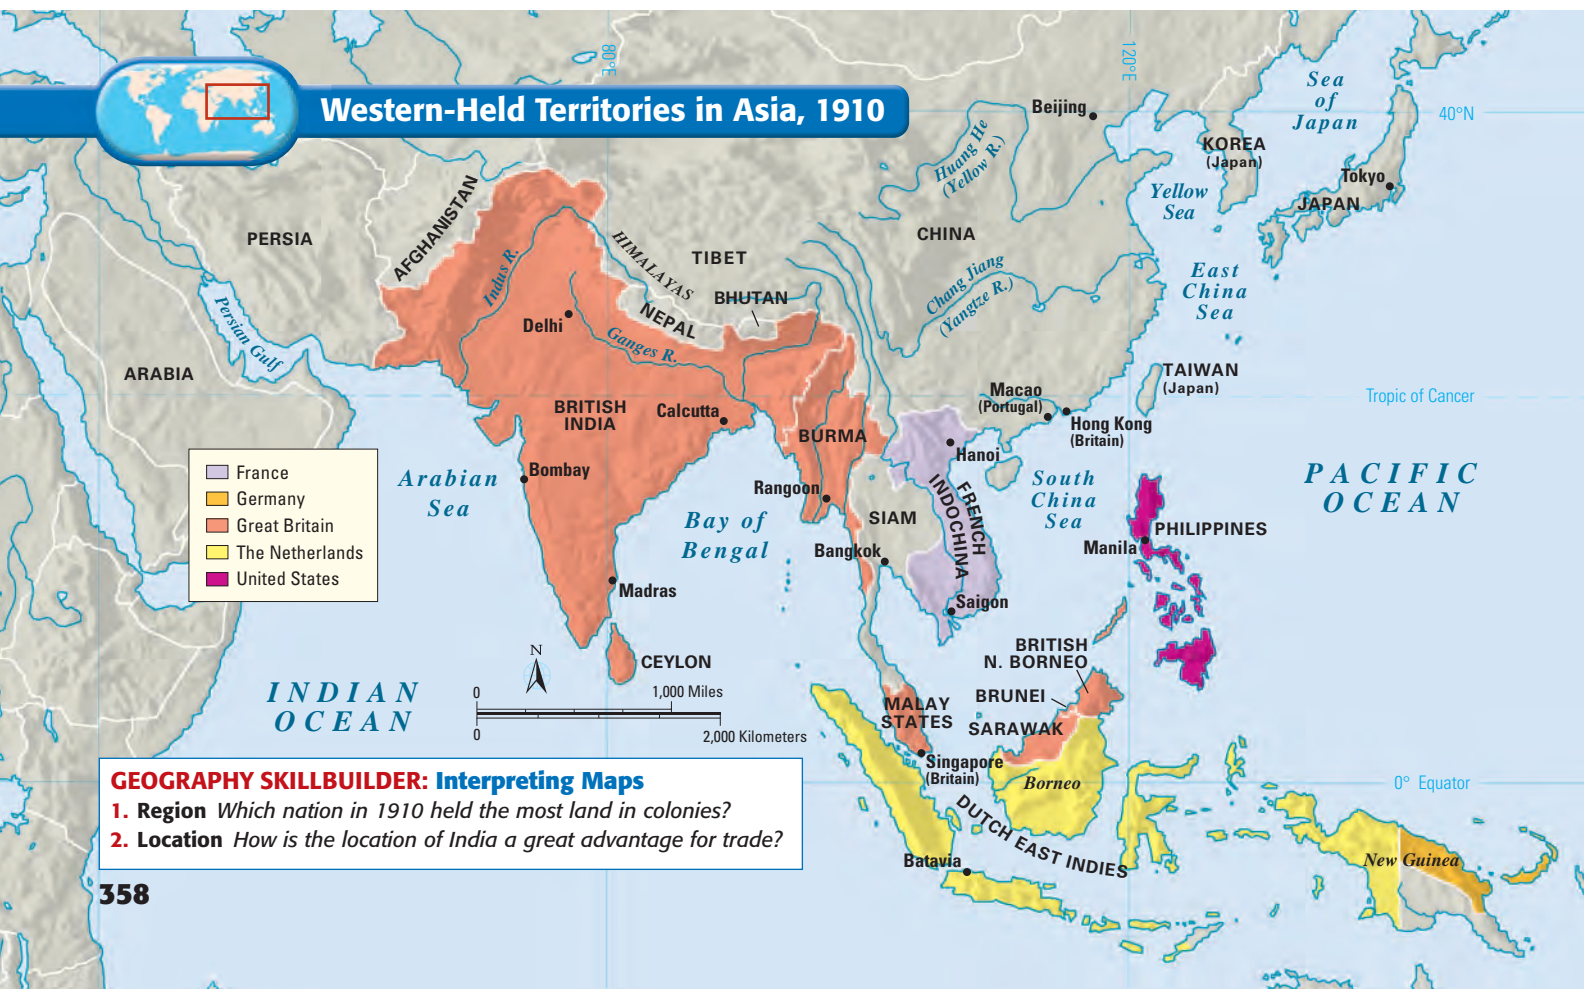 Western-Held Territories in Asia, 1910
80°E
120°E
40°N
Tropic of Cancer
0° Equator
Sea
of
Japan
Beijing
Huang He
(Yellow R.)
KOREA
(Japan)
Tokyo
JAPAN
Yellow
Sea
AFGHANISTAN
PERSIA
Indus R.
HIMALAYAS
TIBET
CHINA
Chang Jiang
(Yangtze R.)
East
China
Sea
BHUTAN
NEPAL
Persian Gulf
Delhi
Ganges R.
ARABIA
TAIWAN
(Japan)
Macao
(Portugal)
Hong Kong
(Britain)
BRITISH
INDIA
Calcutta
BURMA
Hanoi
France
Germany
Great Britain
The Netherlands
United States
Arabian
Sea
Bombay
Rangoon
Bay of
Bengal
SIAM
Bangkok
FRENCH
INDOCHINA
South
China
Sea
PACIFIC
OCEAN
PHILIPPINES
Manila
Madras
Saigon
CEYLON
N
0
1,000 Miles
0
2,000 Kilometers
INDIAN
OCEAN
BRITISH
N. BORNEO
BRUNEI
SARAWAK
MALAY
STATES
Singapore
(Britain)
Borneo
DUTCH EAST INDIES
Batavia
New Guinea
GEOGRAPHY SKILLBUILDER: Interpreting Maps
1. Region Which nation in 1910 held the most land in colonies?
2. Location How is the location of India a great advantage for trade?
358